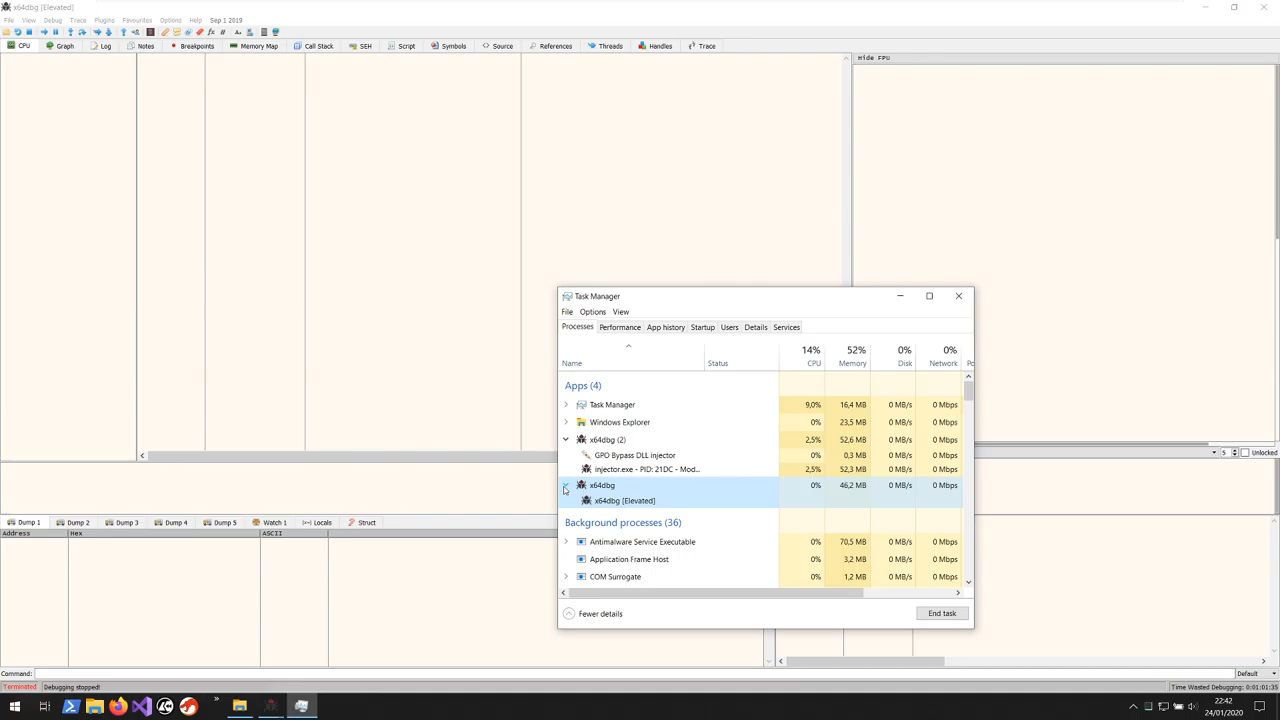 x64dbg [Elevated]
File View Debug Trace Plugins Favourites Options Help Sep 1 2019
CPU Graph Log Notes Breakpoints Memory Map Call Stack SEH Script Symbols Source References Threads Handles Trace
Hide FPU
Task Manager
File Options View
Processes Performance App history Startup Users Details Services
14% 52% 0% 0%
Name Status CPU Memory Disk Network Po
Apps (4)
Task Manager 9,0% 16,4 MB 0 MB/s 0 Mbps
Windows Explorer 0% 23,5 MB 0 MB/s 0 Mbps
x64dbg (2) 2,5% 52,6 MB 0 MB/s 0 Mbps
GPO Bypass DLL injector 0% 0,3 MB 0 MB/s 0 Mbps
injector.exe - PID: 21DC - Mod... 2,5% 52,3 MB 0 MB/s 0 Mbps
x64dbg 0% 46,2 MB 0 MB/s 0 Mbps
x64dbg [Elevated]
Background processes (36)
Antimalware Service Executable 0% 70,5 MB 0 MB/s 0 Mbps
Application Frame Host 0% 3,2 MB 0 MB/s 0 Mbps
COM Surrogate 0% 1,2 MB 0 MB/s 0 Mbps
Fewer details End task
5 Unlocked
Dump 1 Dump 2 Dump 3 Dump 4 Dump 5 Watch 1 Locals Struct
Address Hex ASCII
Command: Default
Terminated Debugging stopped! Time Wasted Debugging: 0:01:01:35
22:42
24/01/2020